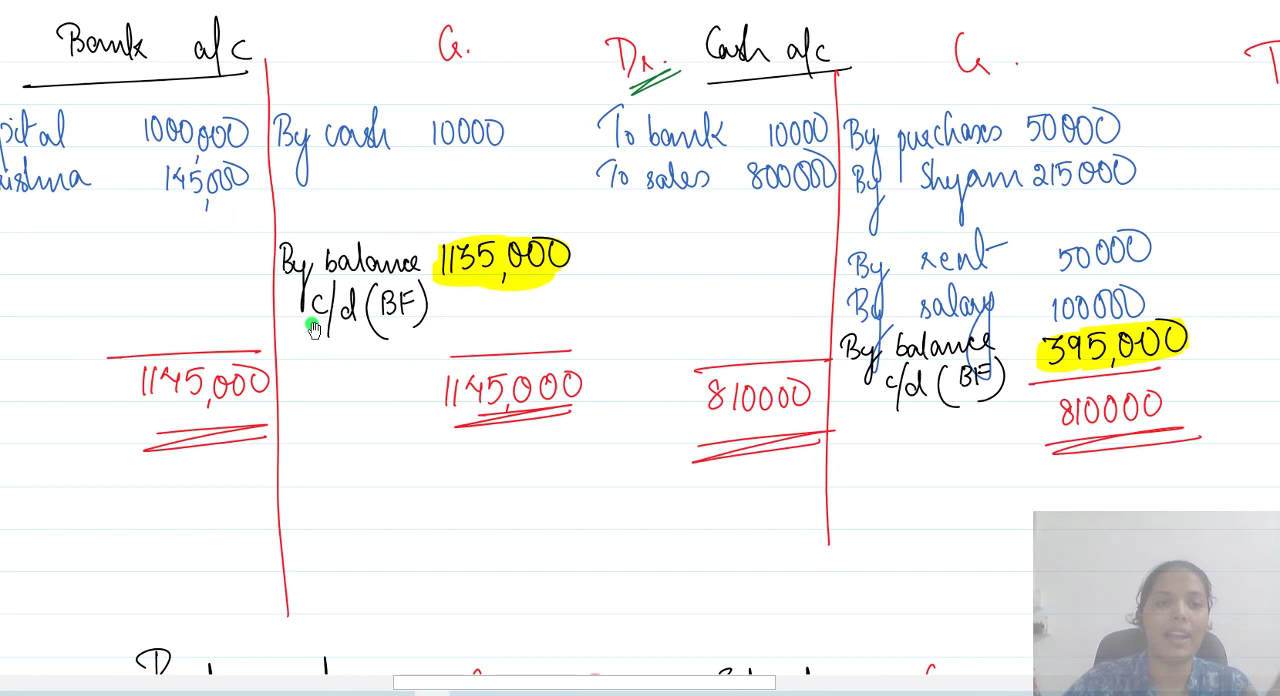 Bank a/c Cr. Dr. Cash a/c Cr.
pital 1000,000 By cash 10000 To bank 10000 By purchases 50000
rishna 145,000 To sales 800000 By Shyam 215000
By balance 1135,000 By rent 50000
c/d (BF) By salary 100000
By balance 395,000
1145,000 1145,000 810000 c/d (BF) 810000